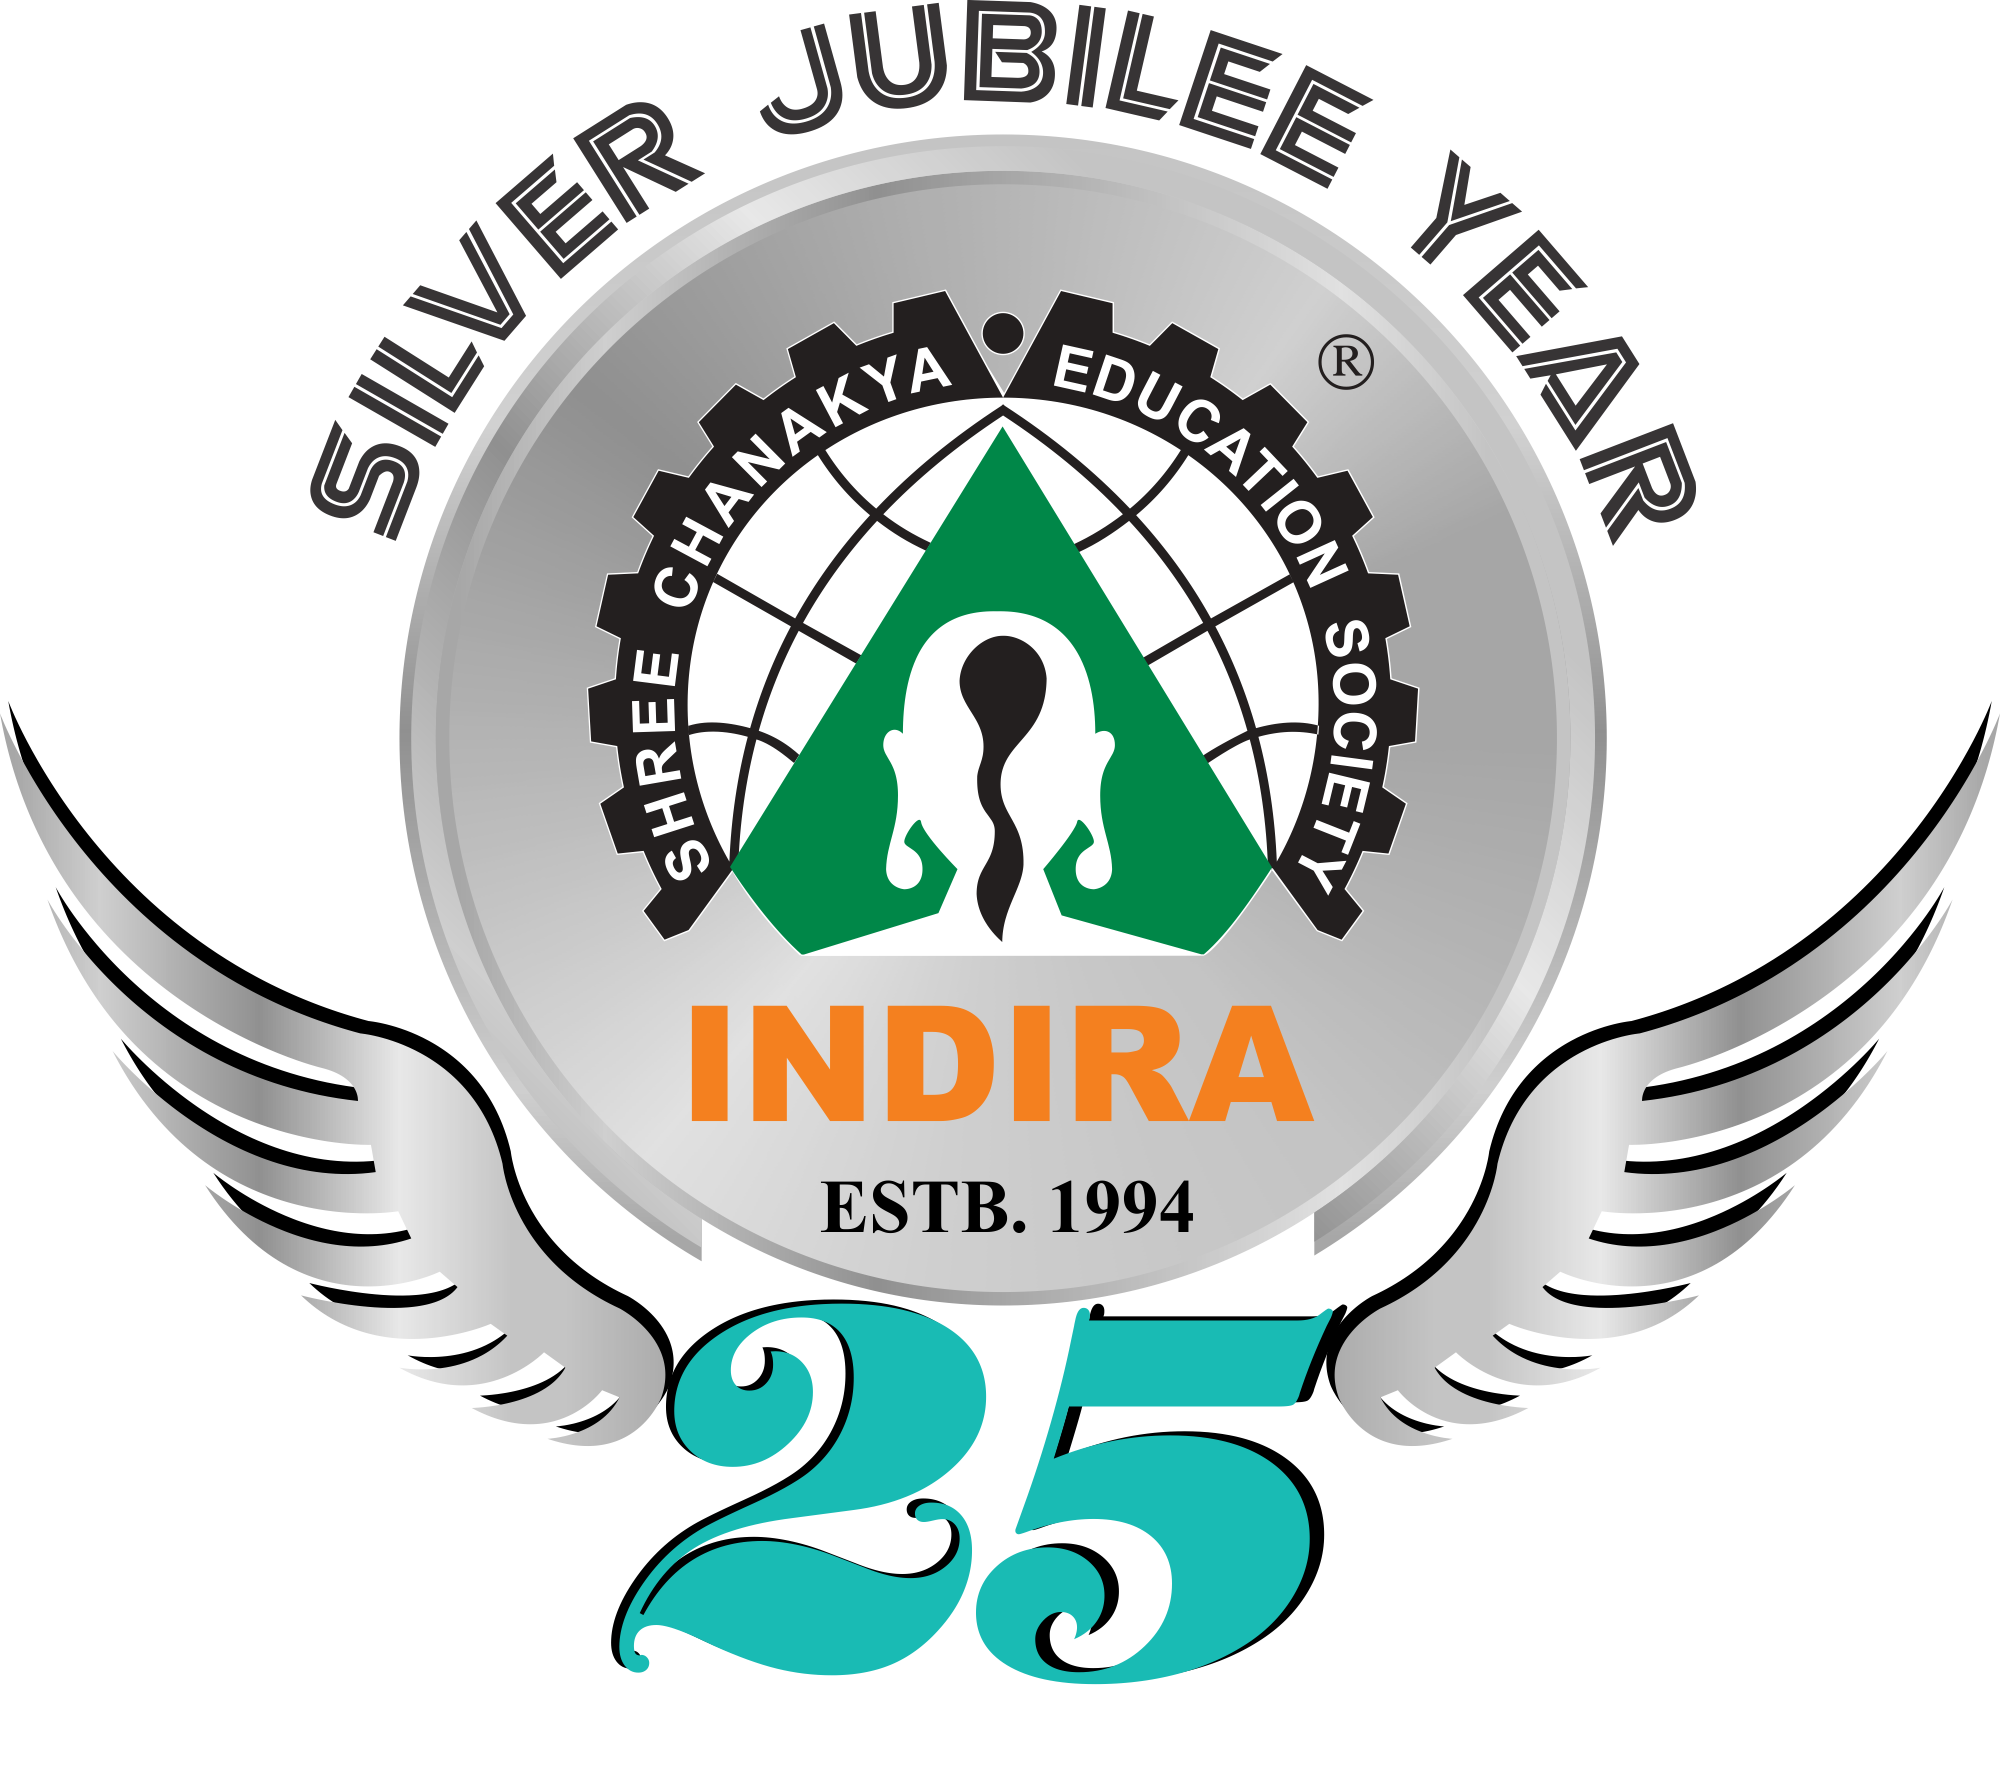 SILVER JUBILEE YEAR
SHREE CHANAKYA EDUCATION SOCIETY
®
INDIRA
ESTB. 1994
25